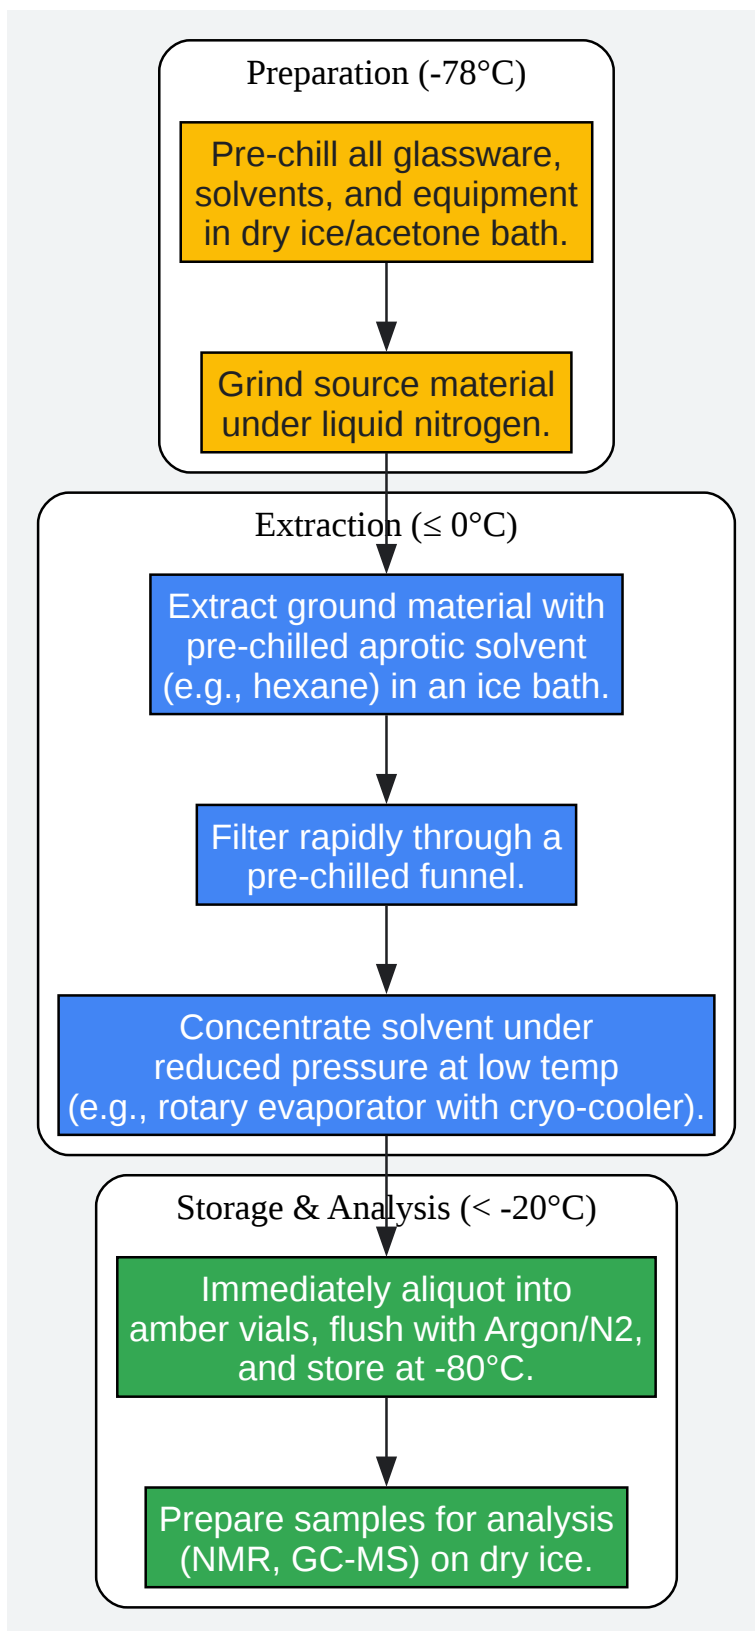 Preparation (-78°C)
Pre-chill all glassware,
solvents, and equipment
in dry ice/acetone bath.
Grind source material
under liquid nitrogen.
Extraction (≤ 0°C)
Extract ground material with
pre-chilled aprotic solvent
(e.g., hexane) in an ice bath.
Filter rapidly through a
pre-chilled funnel.
Concentrate solvent under
reduced pressure at low temp
(e.g., rotary evaporator with cryo-cooler).
Storage & Analysis (< -20°C)
Immediately aliquot into
amber vials, flush with Argon/N2,
and store at -80°C.
Prepare samples for analysis
(NMR, GC-MS) on dry ice.